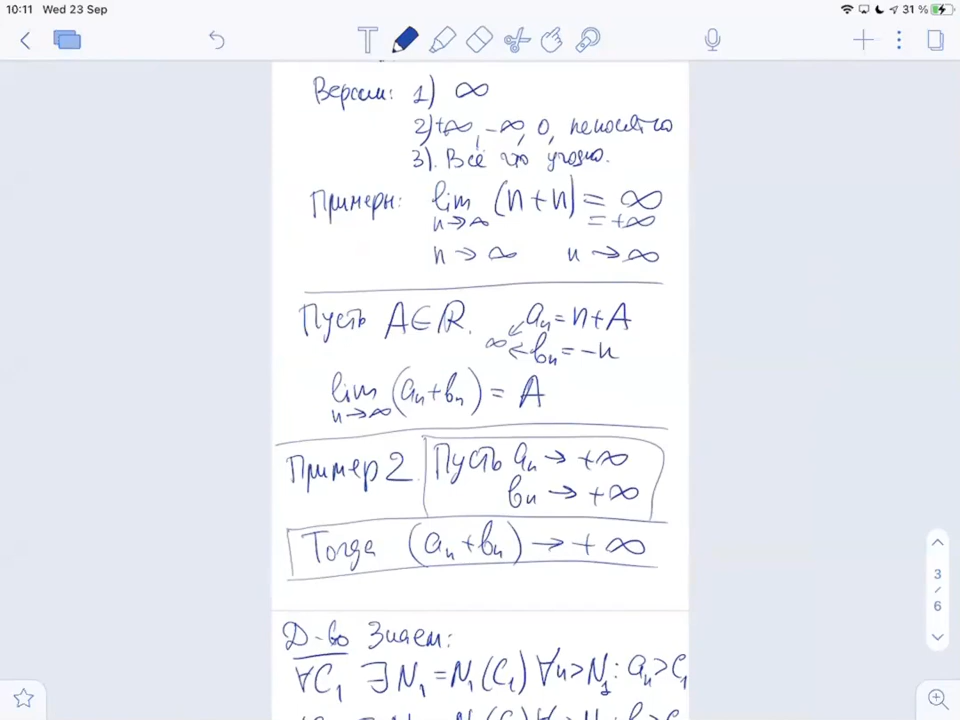 10:11 Wed 23 Sep
31 %
T
Версии: 1) ∞
2) +∞, -∞, 0, непонятно
3). Всё что угодно.
Примеры: lim (n+n) = ∞
n→∞ = +∞
n → ∞ n → ∞
Пусть A∈ℝ. aₙ = n+A
∞ ← bₙ = -n
lim (aₙ+bₙ) = A
n→∞
Пример 2. Пусть aₙ → +∞
bₙ → +∞
Тогда (aₙ + bₙ) → + ∞
3
/
6
Д-во Знаем:
∀C₁ ∃ N₁ = N₁(C₁) ∀n > N₁ : aₙ > C₁